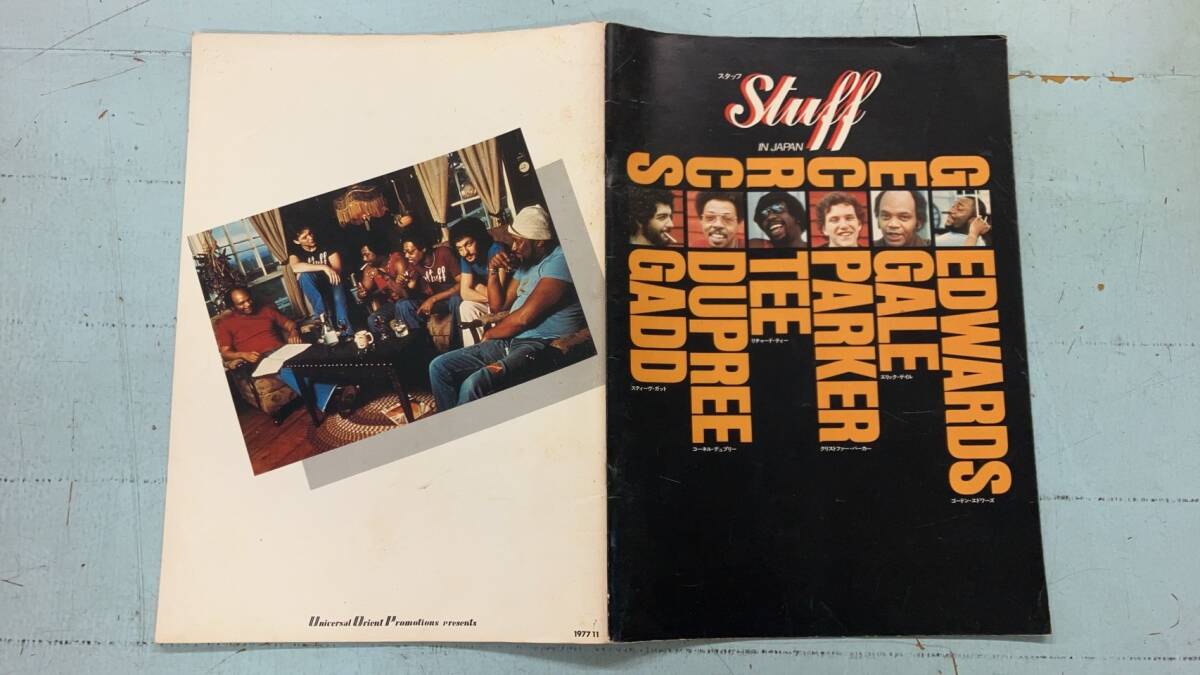 スタッフ
Stuff
IN JAPAN
S GADD
スティーヴ・ガット
C DUPREE
コーネル・デュプリー
R TEE
リチャード・ティー
C PARKER
クリストファー・パーカー
E GALE
エリック・ゲイル
G EDWARDS
ゴードン・エドワーズ
Universal Orient Promotions presents
1977 11